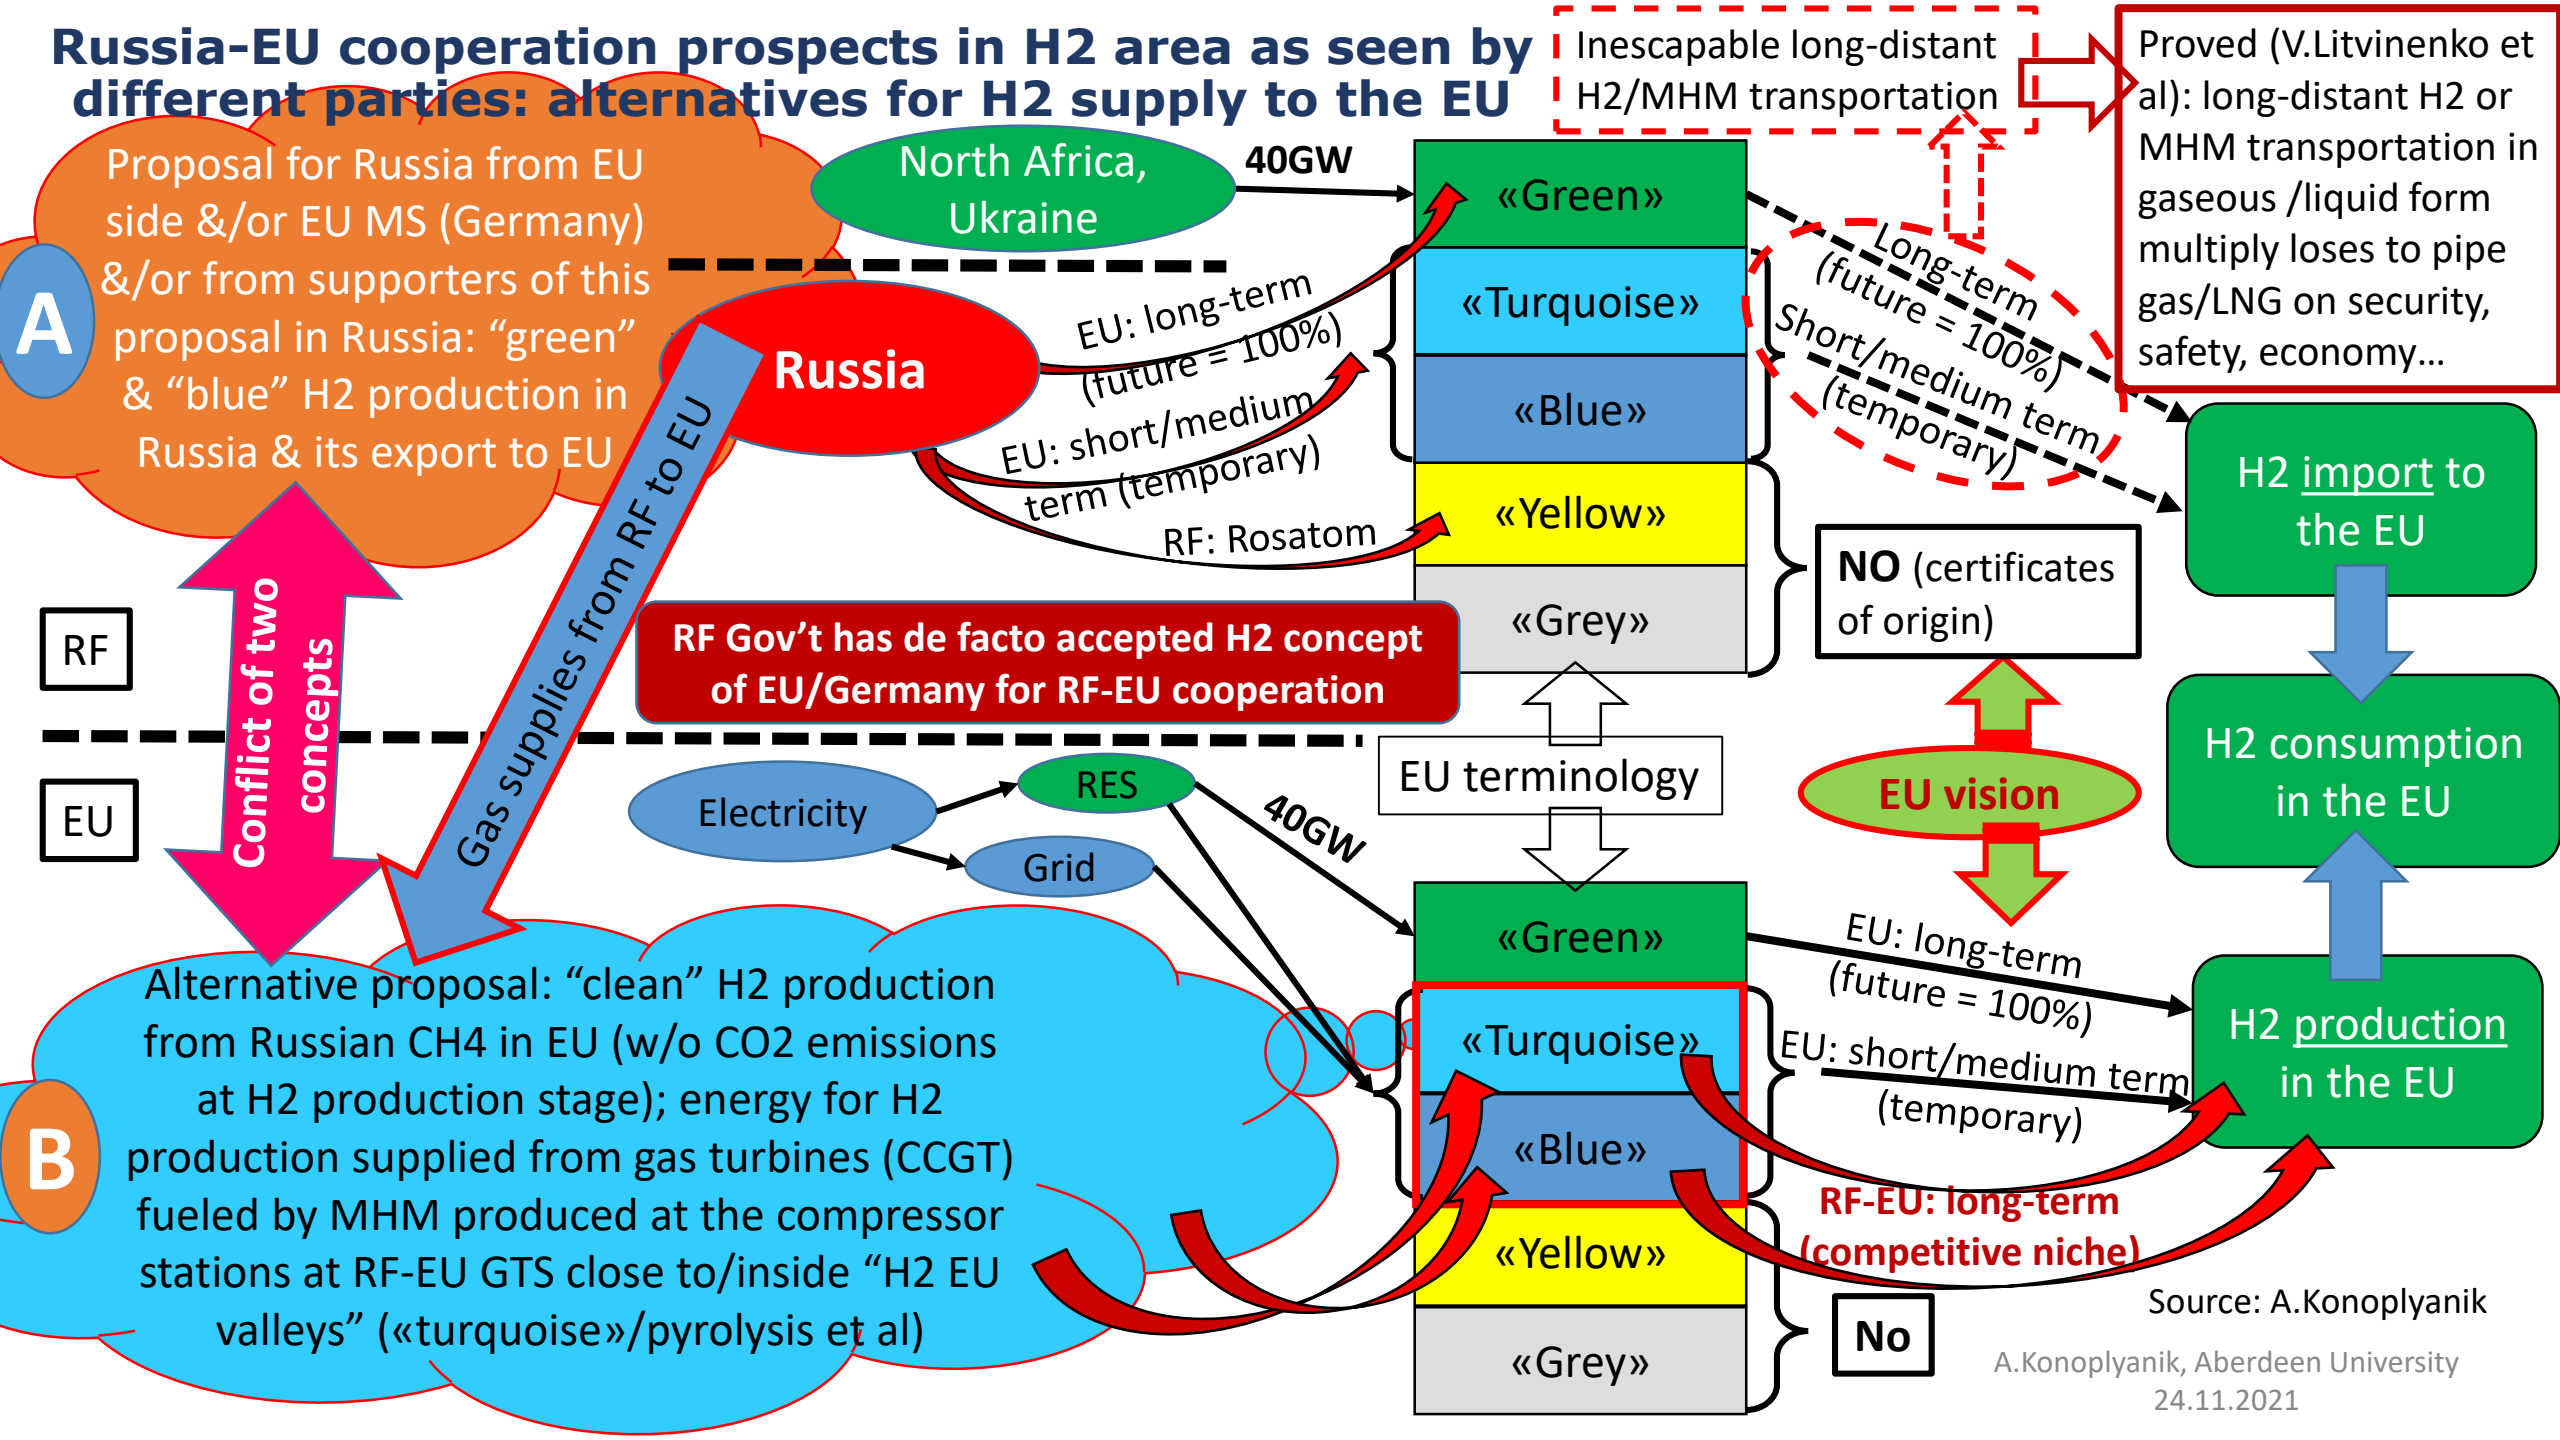 Russia-EU cooperation prospects in H2 area as seen by
different parties: alternatives for H2 supply to the EU
Inescapable long-distant
H2/MHM transportation
Proved (V.Litvinenko et
al): long-distant H2 or
MHM transportation in
gaseous /liquid form
multiply loses to pipe
gas/LNG on security,
safety, economy...
A
Proposal for Russia from EU
side &/or EU MS (Germany)
&/or from supporters of this
proposal in Russia: “green”
& “blue” H2 production in
Russia & its export to EU
North Africa,
Ukraine
40GW
Russia
EU: long-term
(future = 100%)
EU: short/medium
term (temporary)
RF: Rosatom
«Green»
«Turquoise»
«Blue»
«Yellow»
«Grey»
Long-term
(future = 100%)
Short/medium term
(temporary)
NO (certificates
of origin)
H2 import to
the EU
RF
EU
Conflict of two
concepts
Gas supplies from RF to EU
RF Gov’t has de facto accepted H2 concept
of EU/Germany for RF-EU cooperation
EU terminology
EU vision
H2 consumption
in the EU
Electricity
RES
Grid
40GW
B
Alternative proposal: “clean” H2 production
from Russian CH4 in EU (w/o CO2 emissions
at H2 production stage); energy for H2
production supplied from gas turbines (CCGT)
fueled by MHM produced at the compressor
stations at RF-EU GTS close to/inside “H2 EU
valleys” («turquoise»/pyrolysis et al)
«Green»
«Turquoise»
«Blue»
«Yellow»
«Grey»
EU: long-term
(future = 100%)
EU: short/medium term
(temporary)
H2 production
in the EU
RF-EU: long-term
(competitive niche)
No
Source: A.Konoplyanik
A.Konoplyanik, Aberdeen University
24.11.2021